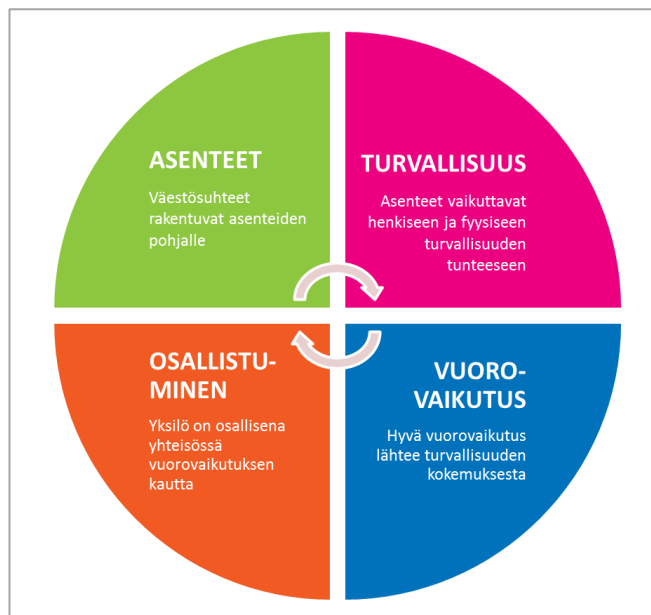 ASENTEET
Väestösuhteet
rakentuvat asenteiden
pohjalle
TURVALLISUUS
Asenteet vaikuttavat
henkiseen ja fyysiseen
turvallisuuden
tunteeseen
OSALLISTU-
MINEN
Yksilö on osallisena
yhteisössä
vuorovaikutuksen
kautta
VUORO-
VAIKUTUS
Hyvä vuorovaikutus
lähtee turvallisuuden
kokemuksesta